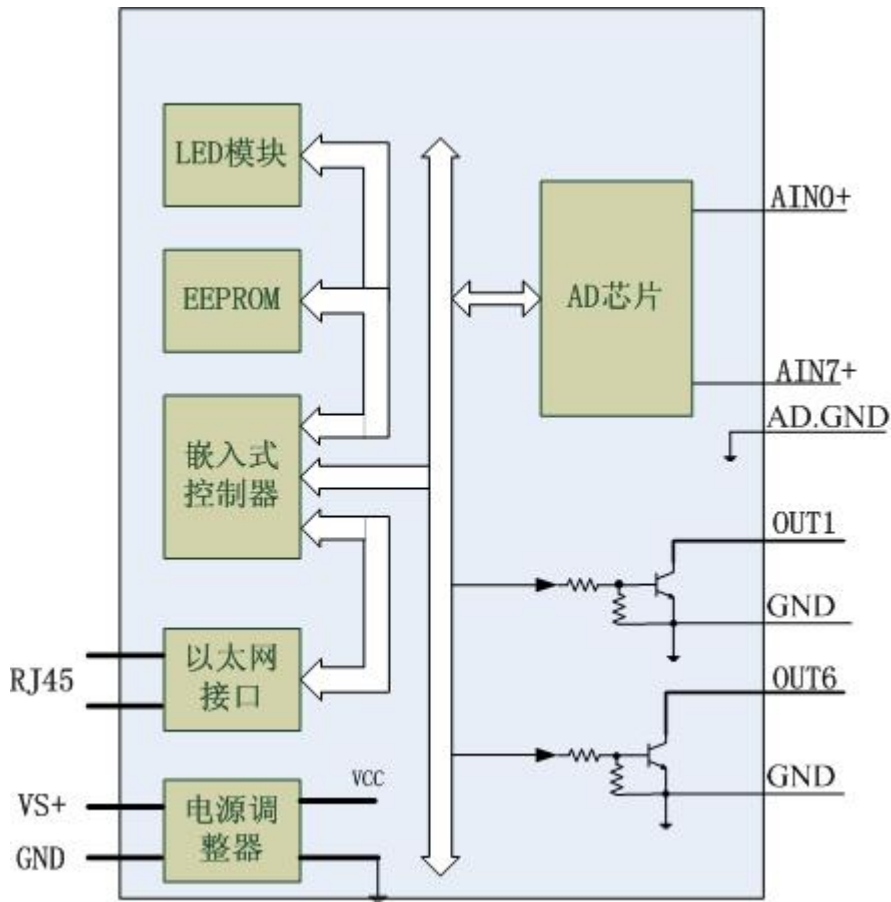 LED模块
EEPROM
嵌入式
控制器
以太网
接口
RJ45
VS+
GND
电源调
整器
VCC
AD芯片
AIN0+
AIN7+
AD.GND
OUT1
GND
OUT6
GND